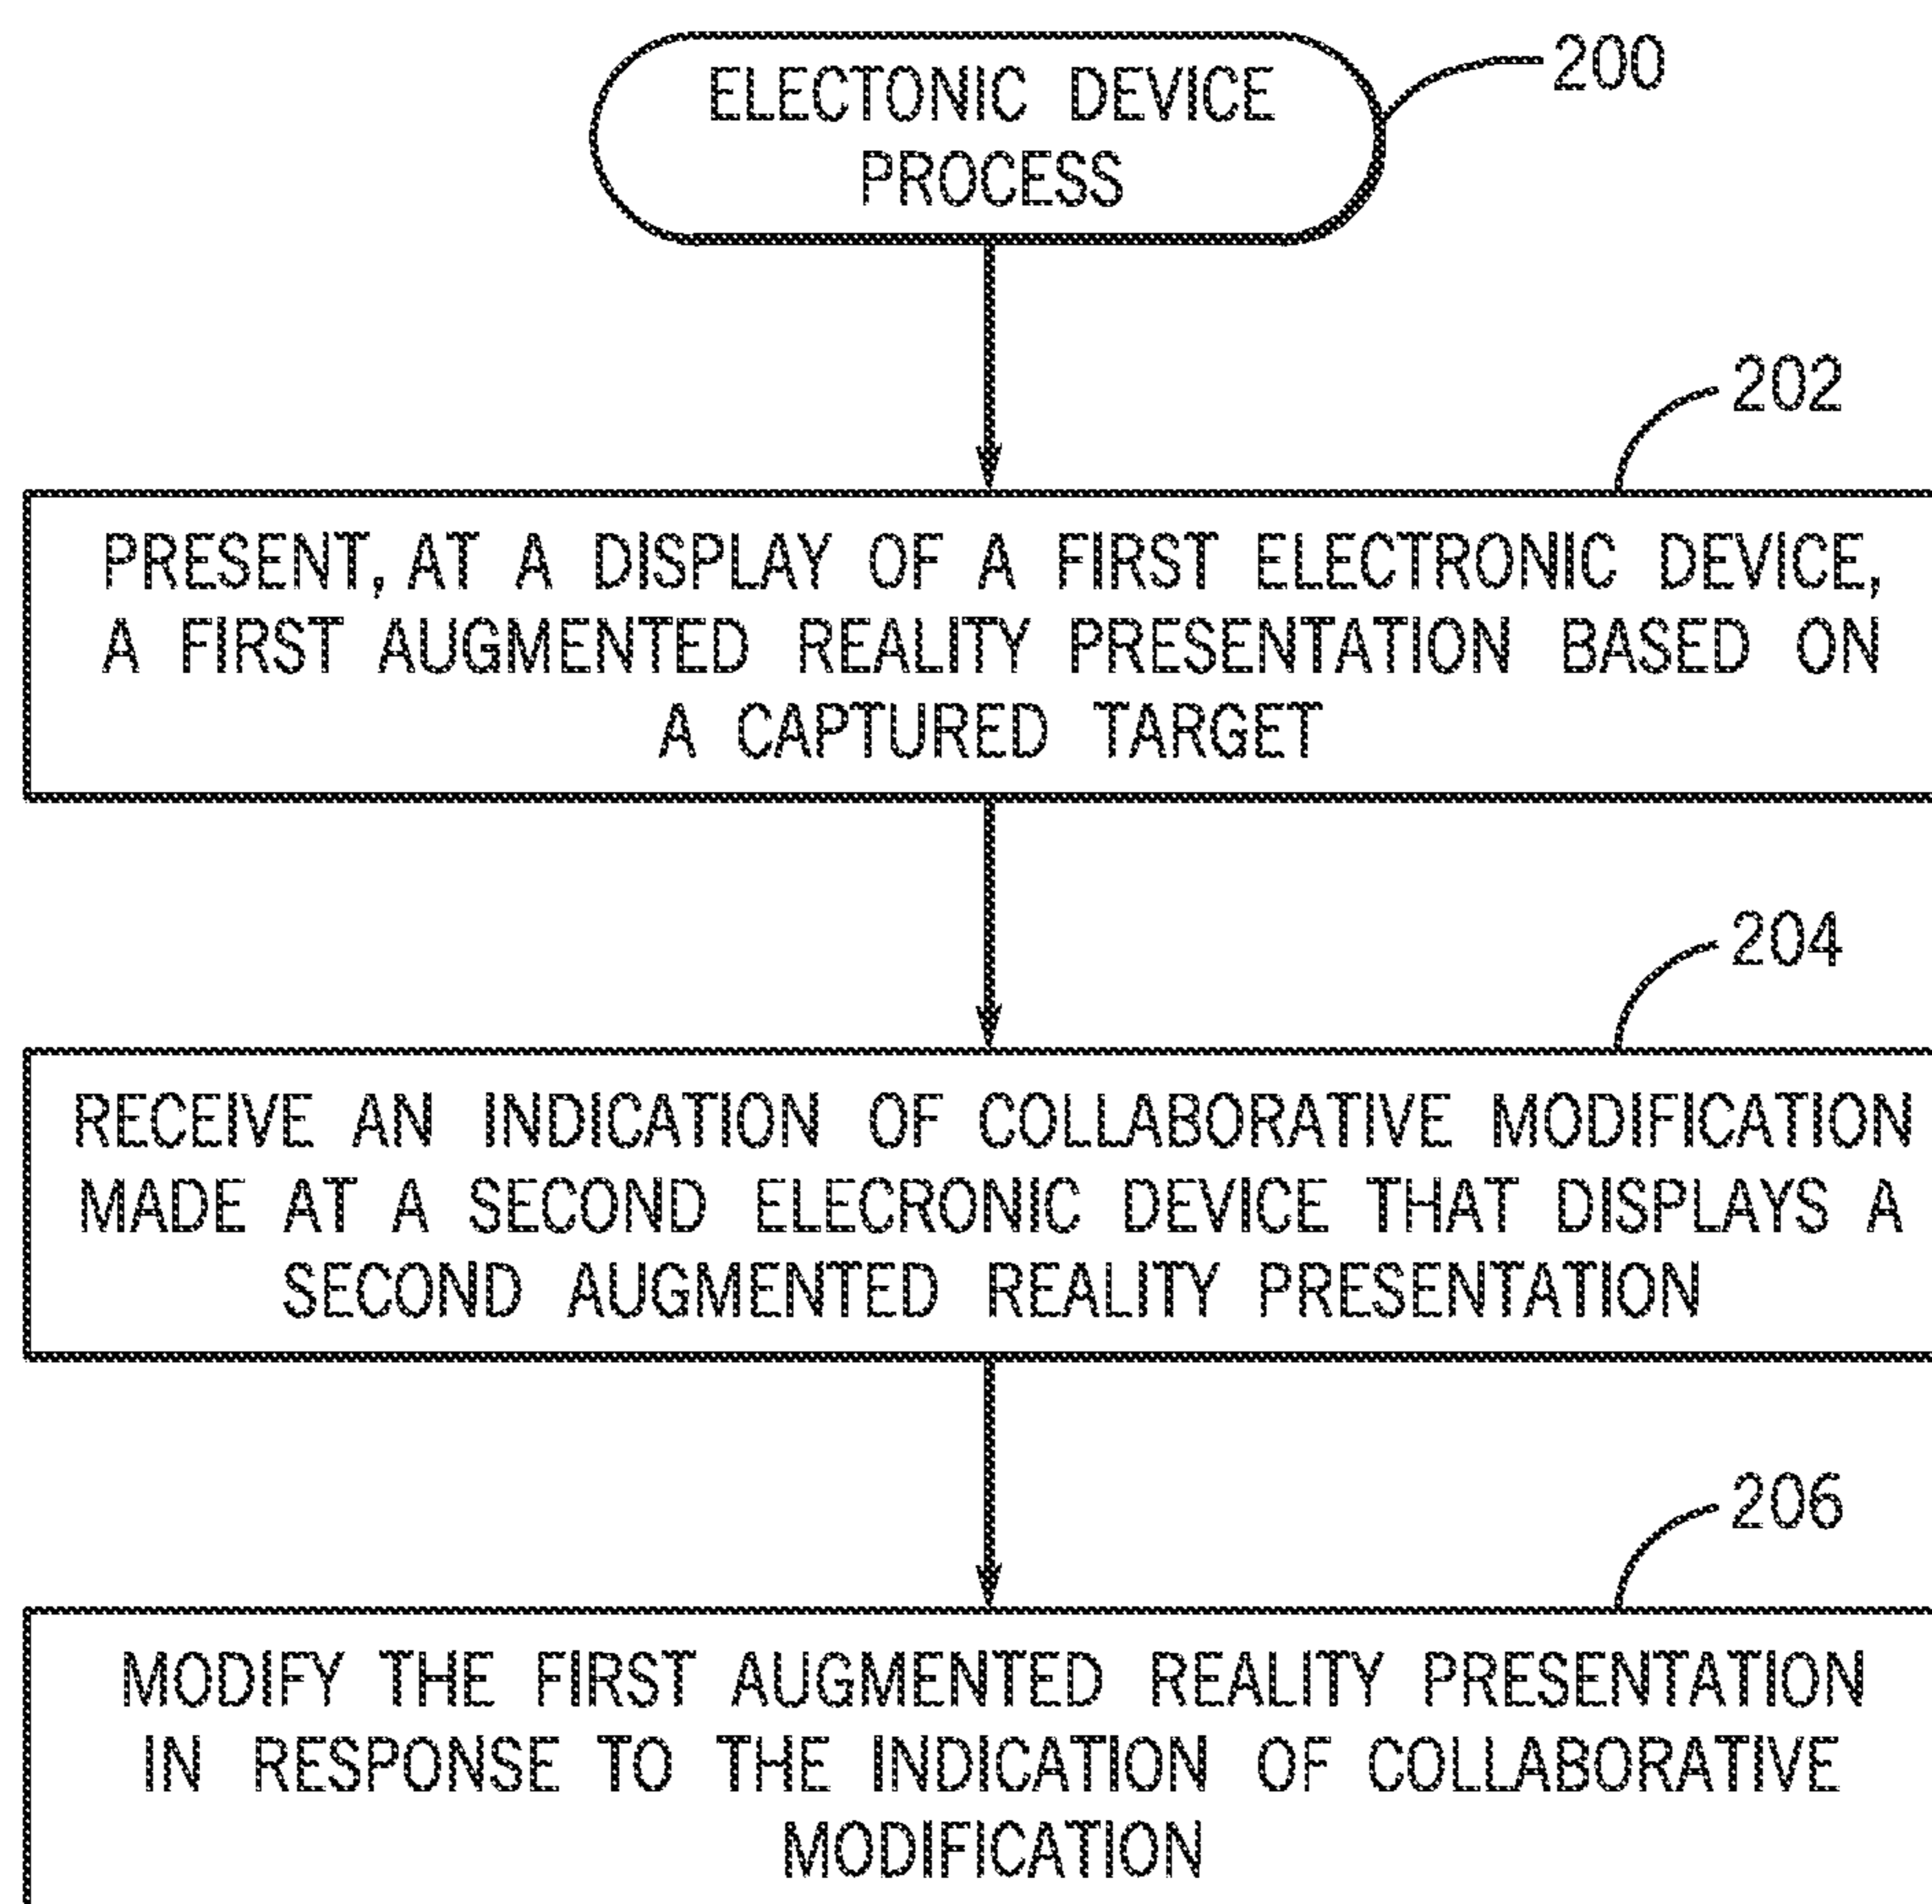 ELECTONIC DEVICE
PROCESS
200
202
PRESENT, AT A DISPLAY OF A FIRST ELECTRONIC DEVICE,
A FIRST AUGMENTED REALITY PRESENTATION BASED ON
A CAPTURED TARGET
204
RECEIVE AN INDICATION OF COLLABORATIVE MODIFICATION
MADE AT A SECOND ELECRONIC DEVICE THAT DISPLAYS A
SECOND AUGMENTED REALITY PRESENTATION
206
MODIFY THE FIRST AUGMENTED REALITY PRESENTATION
IN RESPONSE TO THE INDICATION OF COLLABORATIVE
MODIFICATION